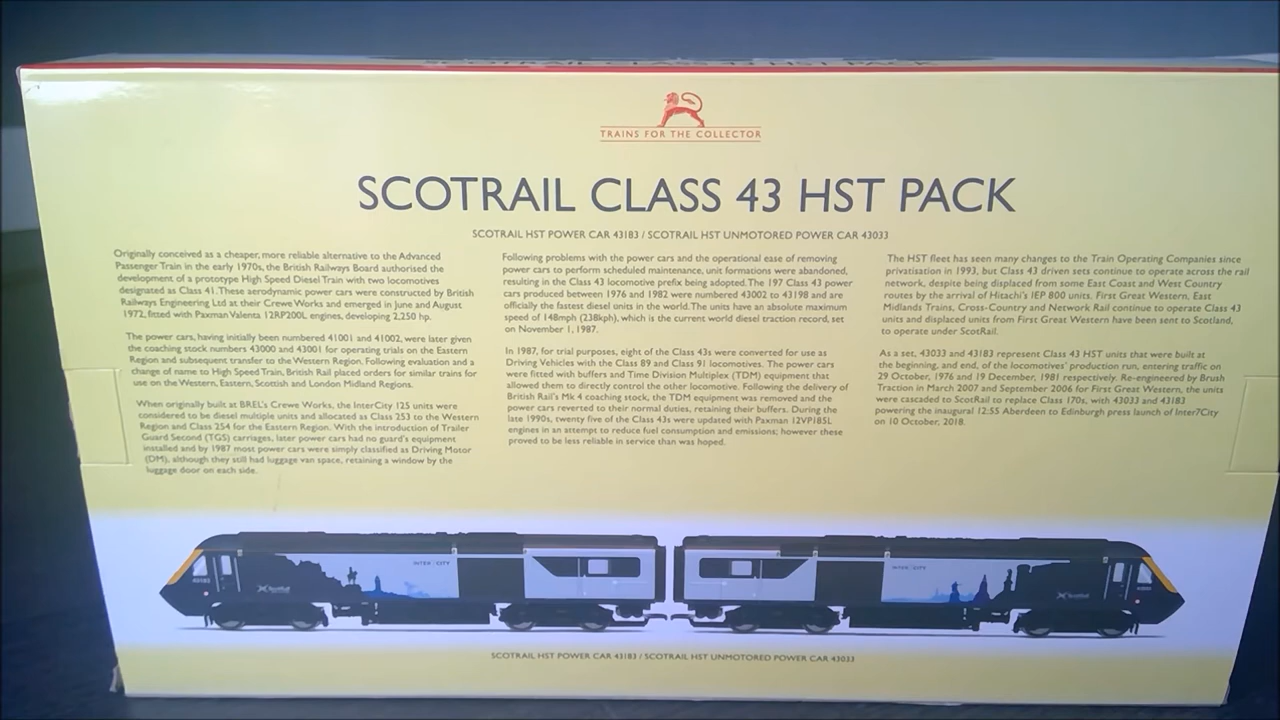 SCOTRAIL CLASS 43 HST PACK
TRAINS FOR THE COLLECTOR
SCOTRAIL CLASS 43 HST PACK
SCOTRAIL HST POWER CAR 43183 / SCOTRAIL HST UNMOTORED POWER CAR 43033
Originally conceived as a cheaper, more reliable alternative to the Advanced
Passenger Train in the early 1970s, the British Railways Board authorised the
development of a prototype High Speed Diesel Train with two locomotives
designated as Class 41. These aerodynamic power cars were constructed by British
Railways Engineering Ltd at their Crewe Works and emerged in June and August
1972, fitted with Paxman Valenta 12RP200L engines, developing 2,250 hp.
The power cars, having initially been numbered 41001 and 41002, were later given
the coaching stock numbers 43000 and 43001 for operating trials on the Eastern
Region and subsequent transfer to the Western Region. Following evaluation and a
change of name to High Speed Train, British Rail placed orders for similar trains for
use on the Western, Eastern, Scottish and London Midland Regions.
When originally built at BREL's Crewe Works, the InterCity 125 units were
considered to be diesel multiple units and allocated as Class 253 to the Western
Region and Class 254 for the Eastern Region. With the introduction of Trailer
Guard Second (TGS) carriages, later power cars had no guard's equipment
installed and by 1987 most power cars were simply classified as Driving Motor
(DM), although they still had luggage van space, retaining a window by the
luggage door on each side.
Following problems with the power cars and the operational ease of removing
power cars to perform scheduled maintenance, unit formations were abandoned,
resulting in the Class 43 locomotive prefix being adopted. The 197 Class 43 power
cars produced between 1976 and 1982 were numbered 43002 to 43198 and are
officially the fastest diesel units in the world. The units have an absolute maximum
speed of 148mph (238kph), which is the current world diesel traction record, set
on November 1, 1987.
In 1987, for trial purposes, eight of the Class 43s were converted for use as
Driving Vehicles with the Class 89 and Class 91 locomotives. The power cars
were fitted with buffers and Time Division Multiplex (TDM) equipment that
allowed them to directly control the other locomotive. Following the delivery of
British Rail's Mk 4 coaching stock, the TDM equipment was removed and the
power cars reverted to their normal duties, retaining their buffers. During the
late 1990s, twenty five of the Class 43s were updated with Paxman 12VP185L
engines in an attempt to reduce fuel consumption and emissions; however these
proved to be less reliable in service than was hoped.
The HST fleet has seen many changes to the Train Operating Companies since
privatisation in 1993, but Class 43 driven sets continue to operate across the rail
network, despite being displaced from some East Coast and West Country
routes by the arrival of Hitachi's IEP 800 units. First Great Western, East
Midlands Trains, Cross-Country and Network Rail continue to operate Class 43
units and displaced units from First Great Western have been sent to Scotland,
to operate under ScotRail.
As a set, 43033 and 43183 represent Class 43 HST units that were built at
the beginning, and end, of the locomotives' production run, entering traffic on
29 October, 1976 and 19 December, 1981 respectively. Re-engineered by Brush
Traction in March 2007 and September 2006 for First Great Western, the units
were cascaded to ScotRail to replace Class 170s, with 43033 and 43183
powering the inaugural 12:55 Aberdeen to Edinburgh press launch of Inter7City
on 10 October, 2018.
INTER7CITY
INTER7CITY
43183
ScotRail
ScotRail
SCOTRAIL HST POWER CAR 43183 / SCOTRAIL HST UNMOTORED POWER CAR 43033